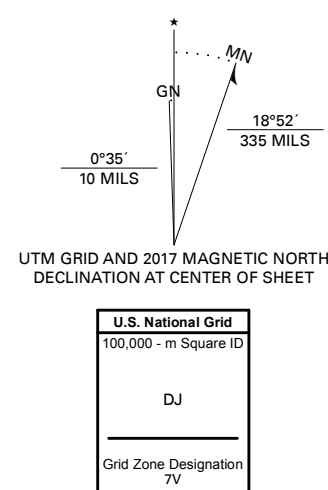 ★
MN
GN
18°52´
335 MILS
0°35´
10 MILS
UTM GRID AND 2017 MAGNETIC NORTH
DECLINATION AT CENTER OF SHEET
U.S. National Grid
100,000 - m Square ID
DJ
Grid Zone Designation
7V